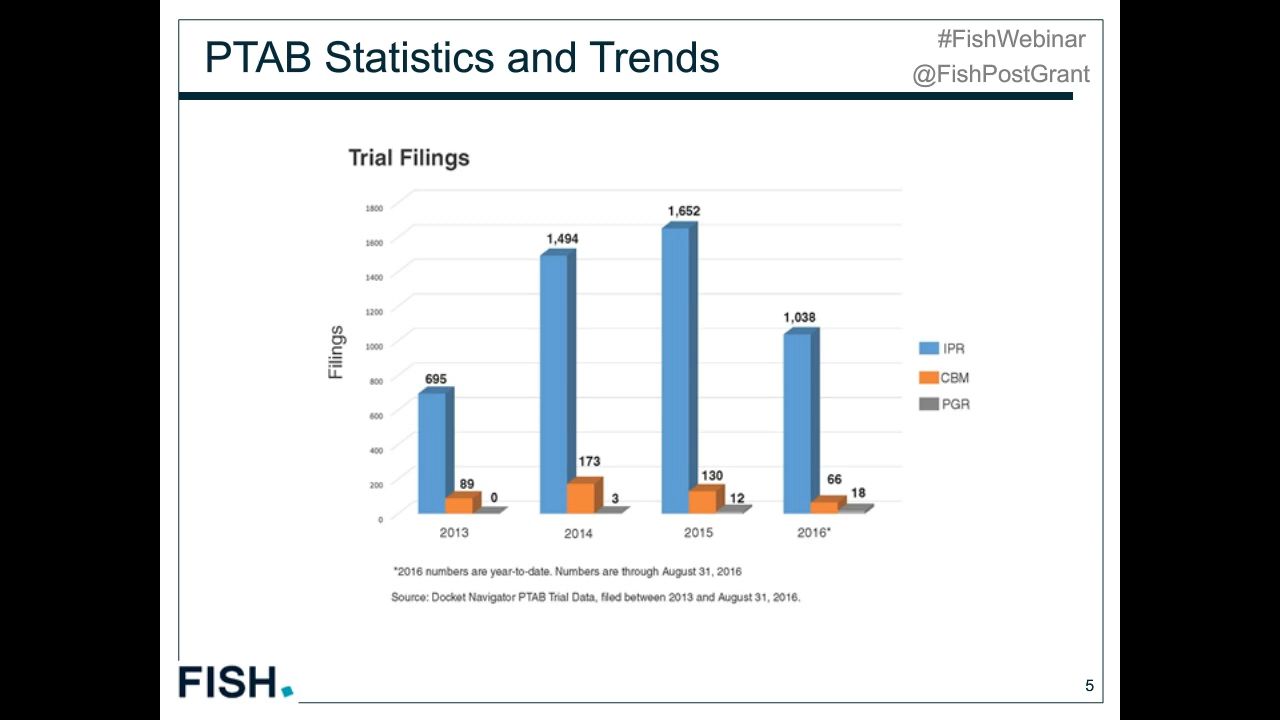 PTAB Statistics and Trends
#FishWebinar
@FishPostGrant
Trial Filings
Filings
1800
1600
1400
1200
1000
800
600
400
200
0
695
89
0
1,494
173
3
1,652
130
12
1,038
66
18
2013
2014
2015
2016*
IPR
CBM
PGR
*2016 numbers are year-to-date. Numbers are through August 31, 2016
Source: Docket Navigator PTAB Trial Data, filed between 2013 and August 31, 2016.
FISH.
5